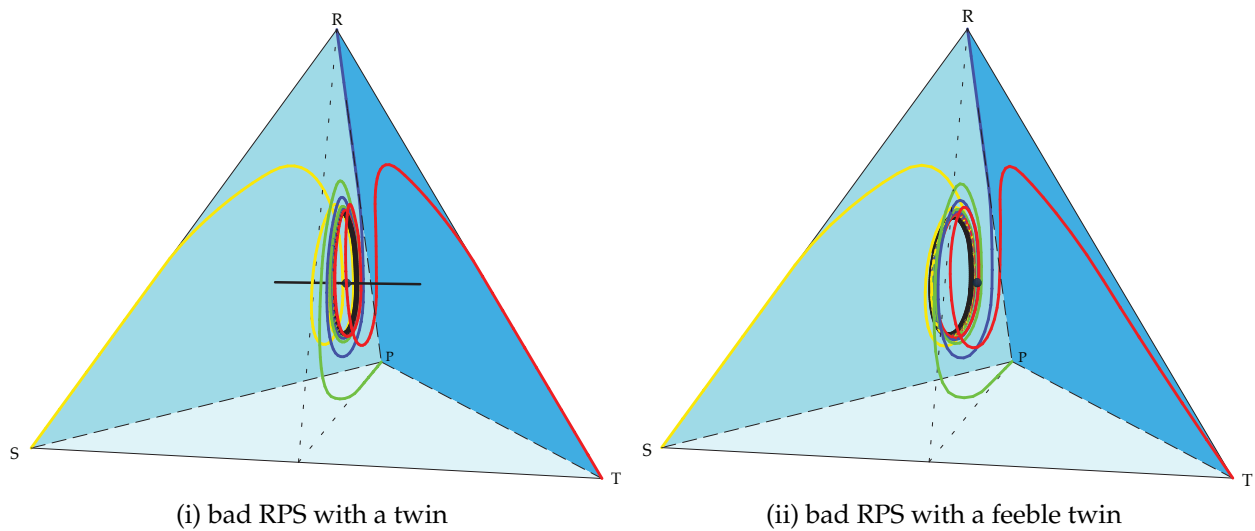 R
R
P
P
S
S
T
T
(i) bad RPS with a twin
(ii) bad RPS with a feeble twin